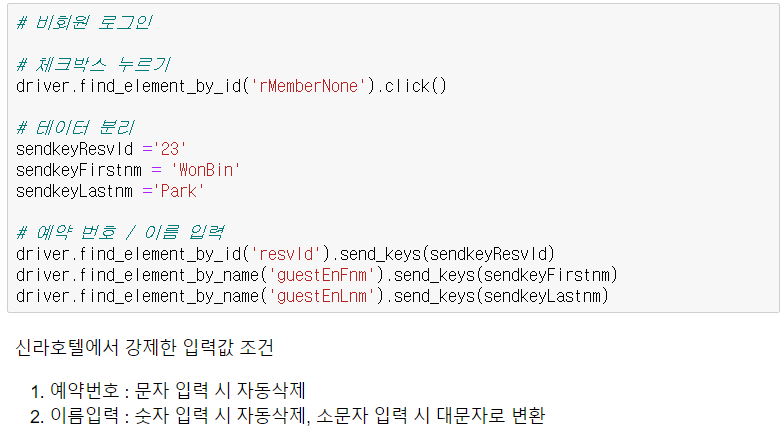 # 비회원 로그인
# 체크박스 누르기
driver.find_element_by_id('rMemberNone').click()
# 테이터 분리
sendkeyResvId ='23'
sendkeyFirstnm = 'WonBin'
sendkeyLastnm ='Park'
# 예약 번호 / 이름 입력
driver.find_element_by_id('resvId').send_keys(sendkeyResvId)
driver.find_element_by_name('guestEnFnm').send_keys(sendkeyFirstnm)
driver.find_element_by_name('guestEnLnm').send_keys(sendkeyLastnm)
신라호텔에서 강제한 입력값 조건
1. 예약번호 : 문자 입력 시 자동삭제
2. 이름입력 : 숫자 입력 시 자동삭제, 소문자 입력 시 대문자로 변환